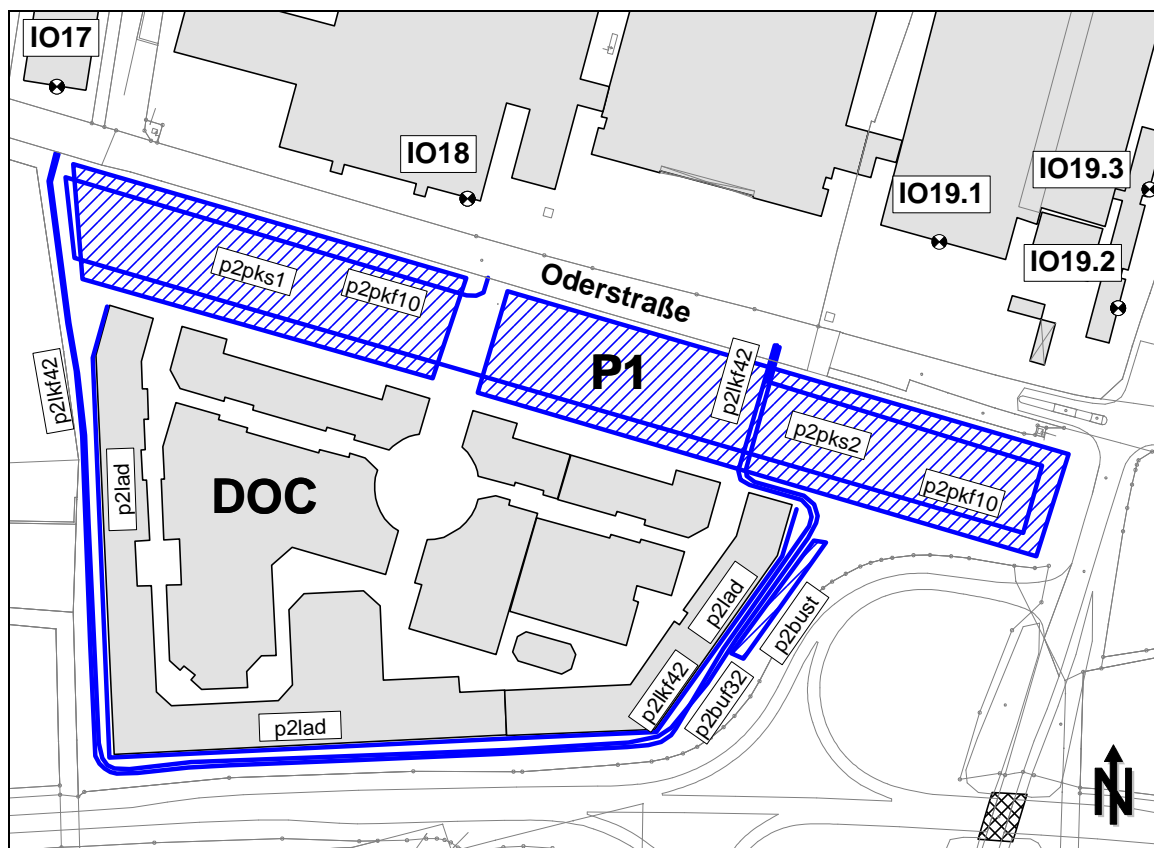 IO17
IO18
IO19.3
IO19.1
IO19.2
p2pks1
p2pkf10
Oderstraße
P1
p2lkf42
p2lkf42
p2pks2
p2pkf10
p2lad
DOC
p2lad
p2bust
p2lkf42
p2buf32
p2lad
N